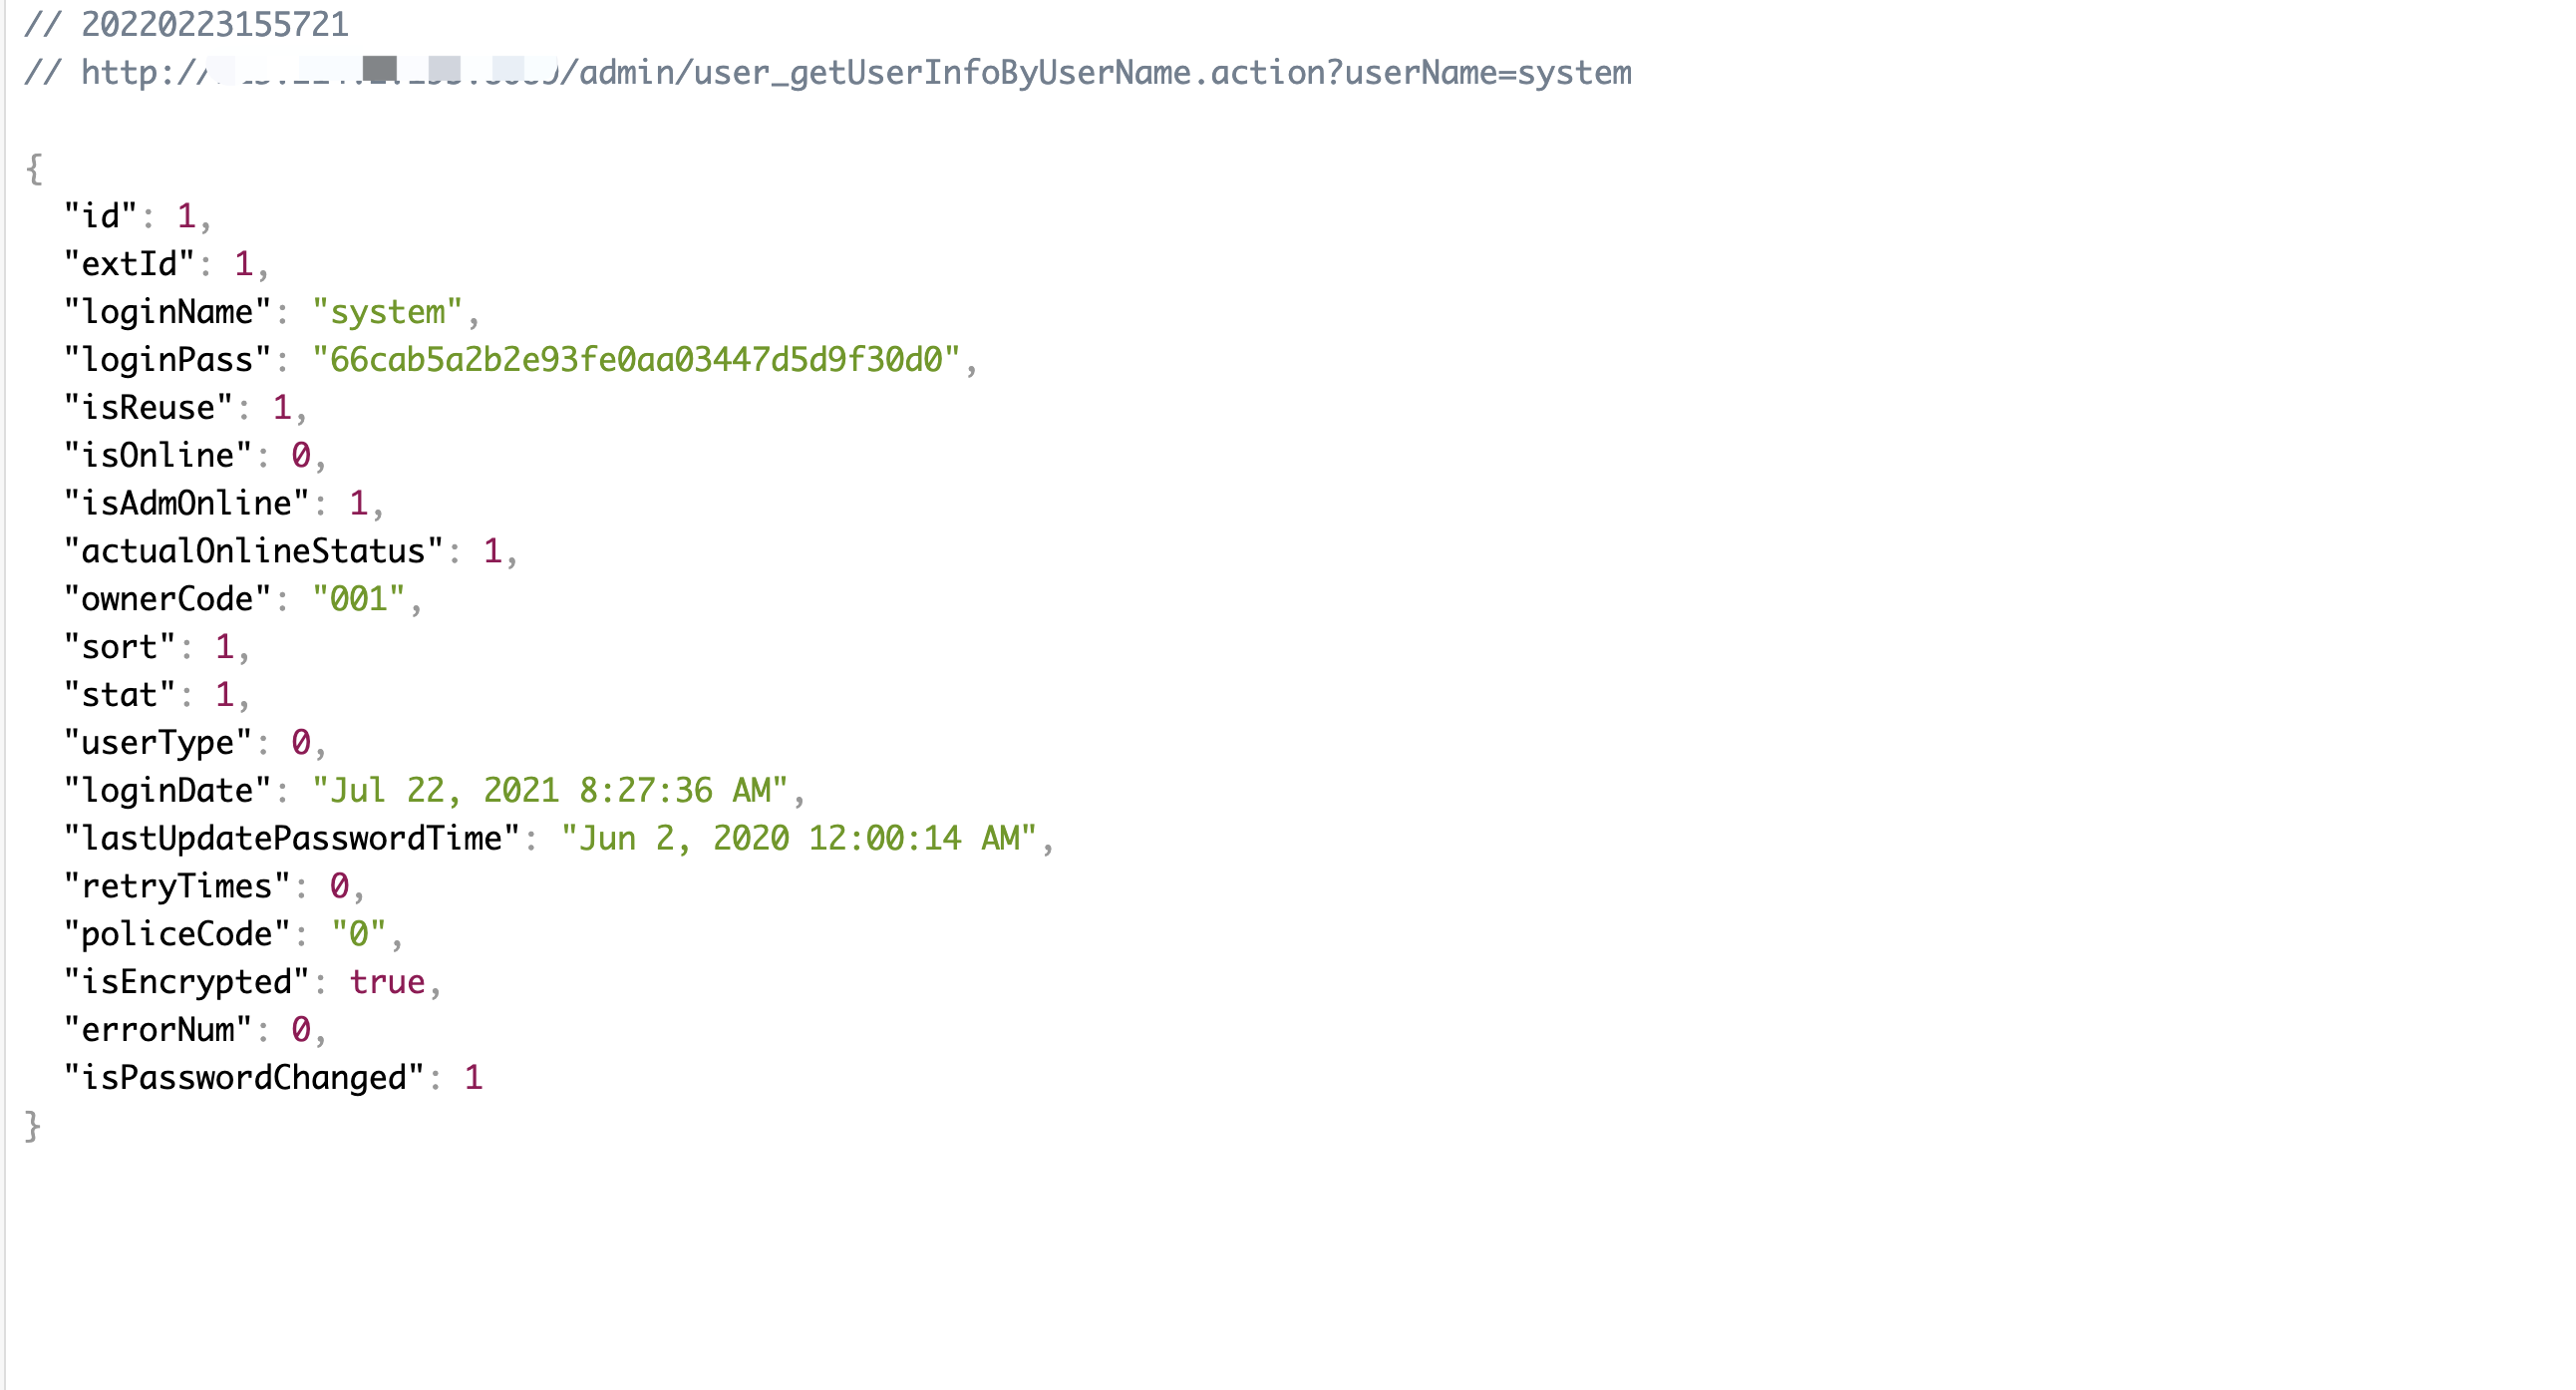 // 20220223155721
// http:// /admin/user_getUserInfoByUserName.action?userName=system
{
"id": 1,
"extId": 1,
"loginName": "system",
"loginPass": "66cab5a2b2e93fe0aa03447d5d9f30d0",
"isReuse": 1,
"isOnline": 0,
"isAdmOnline": 1,
"actualOnlineStatus": 1,
"ownerCode": "001",
"sort": 1,
"stat": 1,
"userType": 0,
"loginDate": "Jul 22, 2021 8:27:36 AM",
"lastUpdatePasswordTime": "Jun 2, 2020 12:00:14 AM",
"retryTimes": 0,
"policeCode": "0",
"isEncrypted": true,
"errorNum": 0,
"isPasswordChanged": 1
}